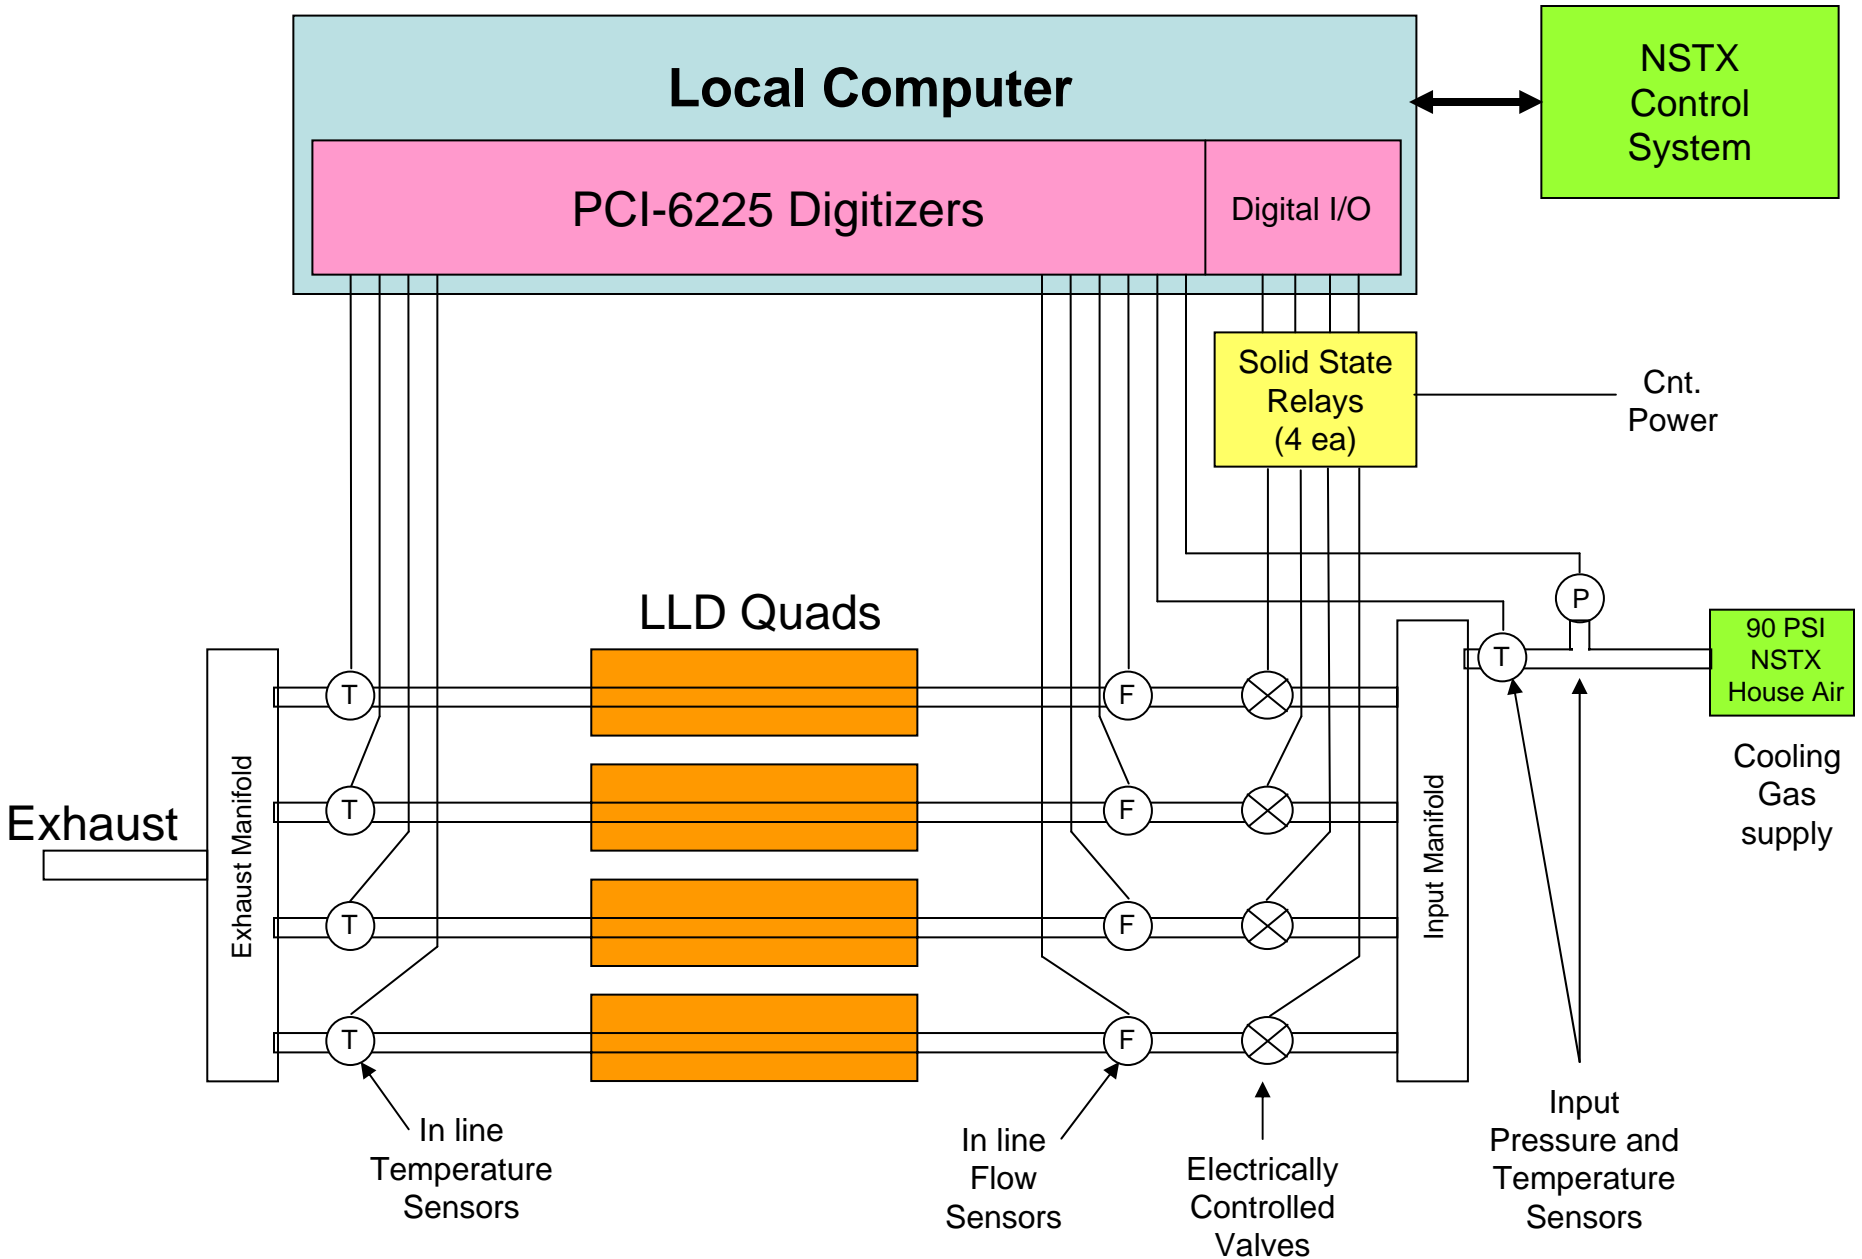 Local Computer
NSTX
Control
System
PCI-6225 Digitizers
Digital I/O
Solid State
Relays
(4 ea)
Cnt.
Power
LLD Quads
P
T
90 PSI
NSTX
House Air
Cooling
Gas
supply
T
F
T
F
T
F
T
F
Exhaust
Exhaust Manifold
Input Manifold
In line
Temperature
Sensors
In line
Flow
Sensors
Electrically
Controlled
Valves
Input
Pressure and
Temperature
Sensors